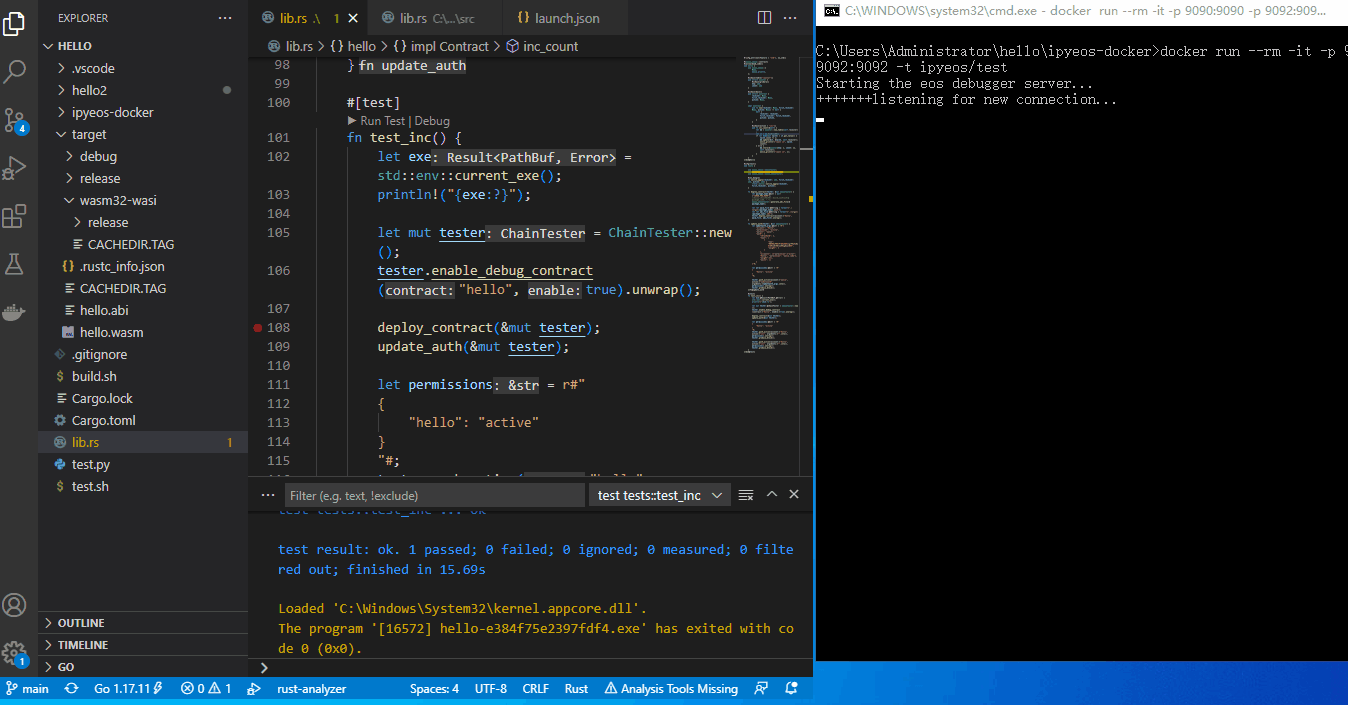 EXPLORER
HELLO
.vscode
hello2
ipyeos-docker
target
debug
release
wasm32-wasi
release
CACHEDIR.TAG
.rustc_info.json
CACHEDIR.TAG
hello.abi
hello.wasm
.gitignore
build.sh
Cargo.lock
Cargo.toml
lib.rs 1
test.py
test.sh
OUTLINE
TIMELINE
GO
4
1
lib.rs .\ 1
lib.rs C:\...\src
launch.json
lib.rs > {} hello > {} impl Contract > inc_count
98 } fn update_auth
99
100 #[test]
Run Test | Debug
101 fn test_inc() {
102 let exe: Result<PathBuf, Error> =
std::env::current_exe();
103 println!("{exe:?}");
104
105 let mut tester: ChainTester = ChainTester::new
();
106 tester.enable_debug_contract
(contract: "hello", enable: true).unwrap();
107
108 deploy_contract(&mut tester);
109 update_auth(&mut tester);
110
111 let permissions: &str = r#"
112 {
113 "hello": "active"
114 }
115 "#;
Filter (e.g. text, !exclude)
test tests::test_inc
test tests::test_inc ... ok
test result: ok. 1 passed; 0 failed; 0 ignored; 0 measured; 0 filte
red out; finished in 15.69s
Loaded 'C:\Windows\System32\kernel.appcore.dll'.
The program '[16572] hello-e384f75e2397fdf4.exe' has exited with co
de 0 (0x0).
>
main
Go 1.17.11
0 1
rust-analyzer
Spaces: 4
UTF-8
CRLF
Rust
Analysis Tools Missing
C:\WINDOWS\system32\cmd.exe - docker run --rm -it -p 9090:9090 -p 9092:909...
C:\Users\Administrator\hello\ipyeos-docker>docker run --rm -it -p 9
9092:9092 -t ipyeos/test
Starting the eos debugger server...
+++++++listening for new connection...